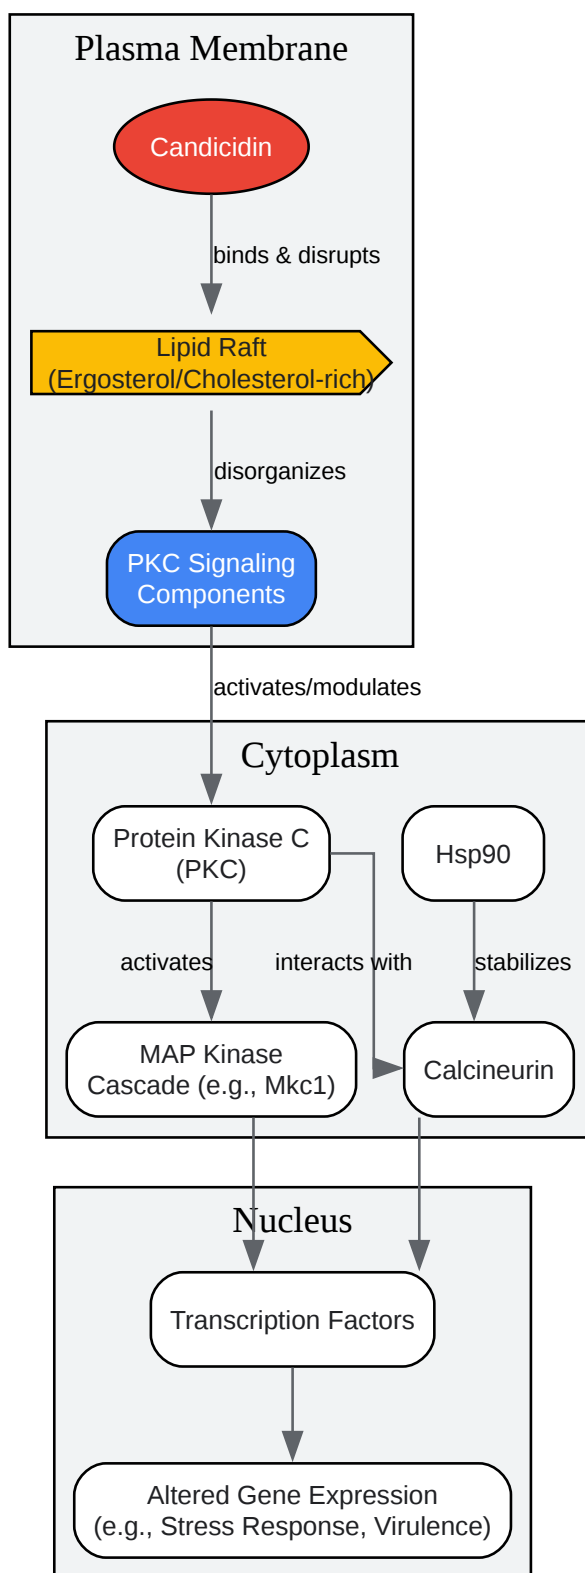 Plasma Membrane
Candicidin
binds & disrupts
Lipid Raft
(Ergosterol/Cholesterol-rich)
disorganizes
PKC Signaling
Components
activates/modulates
Cytoplasm
Protein Kinase C
(PKC)
Hsp90
activates
interacts with
stabilizes
MAP Kinase
Cascade (e.g., Mkc1)
Calcineurin
Nucleus
Transcription Factors
Altered Gene Expression
(e.g., Stress Response, Virulence)